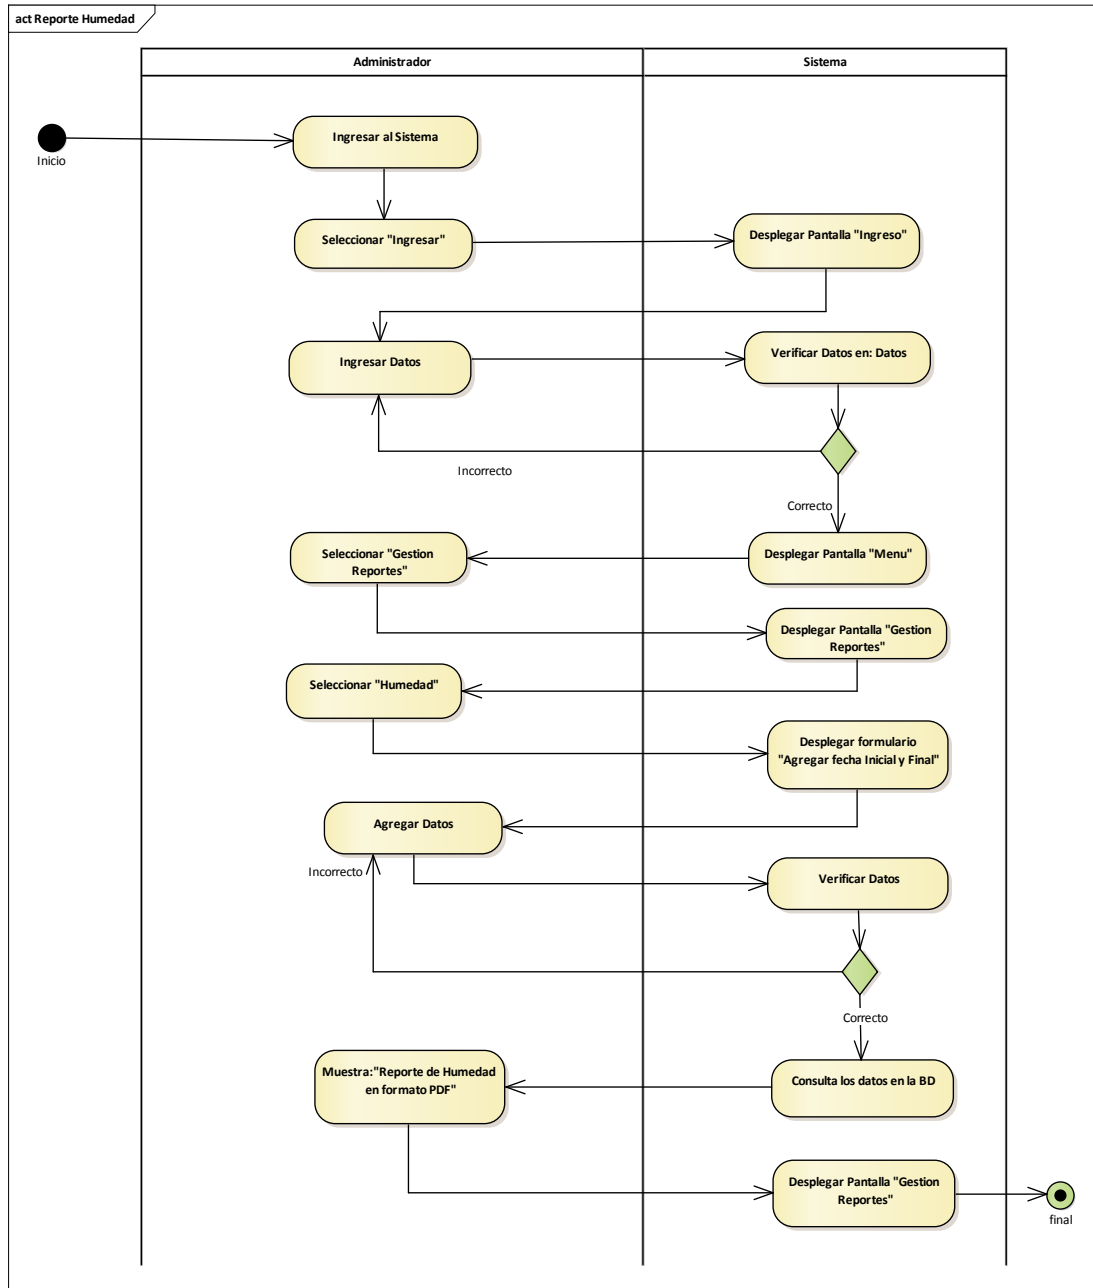 act Reporte Humedad
Administrador
Sistema
Inicio
Ingresar al Sistema
Seleccionar "Ingresar"
Desplegar Pantalla "Ingreso"
Ingresar Datos
Verificar Datos en: Datos
Incorrecto
Correcto
Seleccionar "Gestion
Reportes"
Desplegar Pantalla "Menu"
Desplegar Pantalla "Gestion
Reportes"
Seleccionar "Humedad"
Desplegar formulario
"Agregar fecha Inicial y Final"
Agregar Datos
Incorrecto
Verificar Datos
Correcto
Muestra:"Reporte de Humedad
en formato PDF"
Consulta los datos en la BD
Desplegar Pantalla "Gestion
Reportes"
final